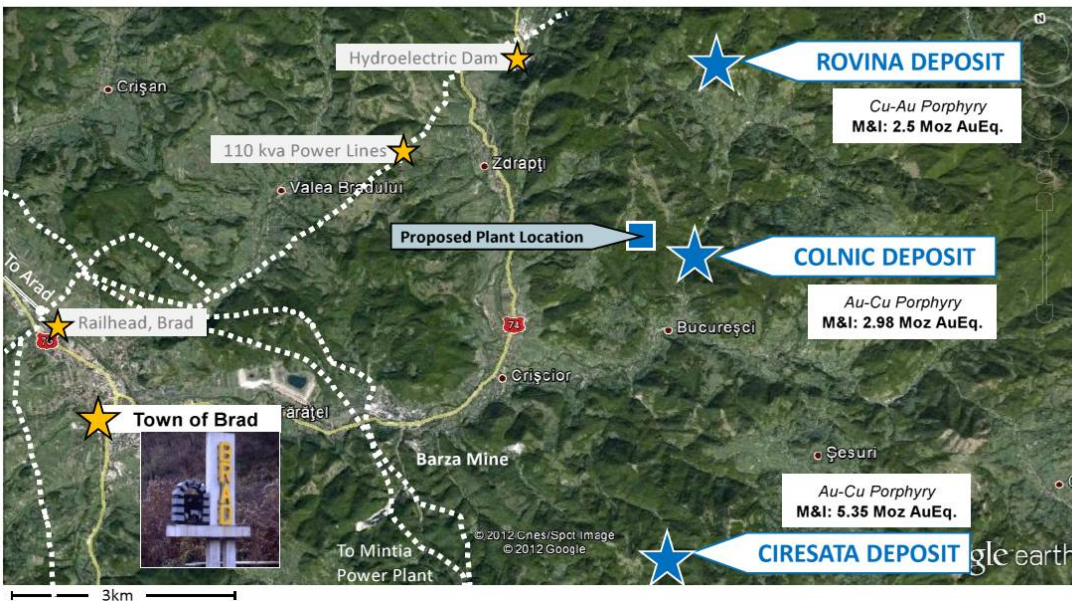 N
Hydroelectric Dam
ROVINA DEPOSIT
Crişan
Cu-Au Porphyry
M&I: 2.5 Moz AuEq.
110 kva Power Lines
Zdrapţi
Valea Bradului
Proposed Plant Location
COLNIC DEPOSIT
To Arad
Au-Cu Porphyry
M&I: 2.98 Moz AuEq.
Railhead, Brad
74
Bucureşci
Crişcior
Town of Brad
Barza Mine
Şesuri
Au-Cu Porphyry
M&I: 5.35 Moz AuEq.
© 2012 Cnes/Spot Image
© 2012 Google
To Mintia
Power Plant
CIRESATA DEPOSIT
gle earth
3km